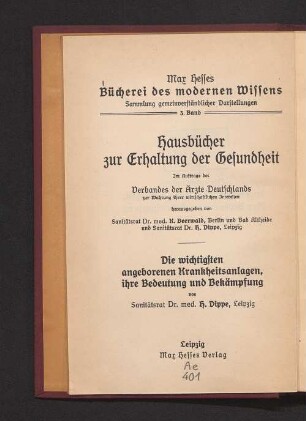 Max Hesses
Bücherei des modernen Wissens
Sammlung gemeinverständlicher Darstellungen
3. Band
Hausbücher
zur Erhaltung der Gesundheit
Im Auftrage des
Verbandes der Ärzte Deutschlands
zur Wahrung ihrer wirtschaftlichen Interessen
herausgegeben von
Sanitätsrat Dr. med. A. Beerwald, Berlin und Bad Altheide
und Sanitätsrat Dr. H. Dippe, Leipzig
Die wichtigsten
angeborenen Krankheitsanlagen,
ihre Bedeutung und Bekämpfung
von
Sanitätsrat Dr. med. H. Dippe, Leipzig
Leipzig
Max Hesses Verlag
Ae
401